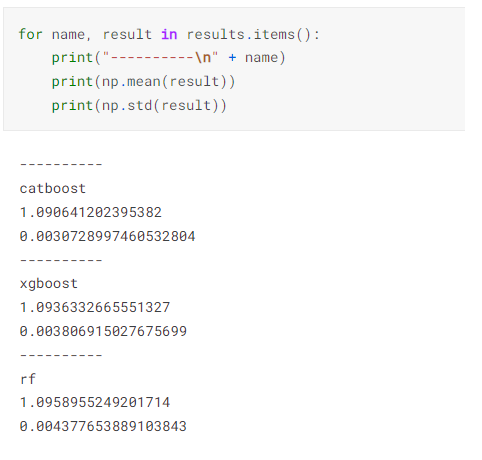 for name, result in results.items():
    print("----------\n" + name)
    print(np.mean(result))
    print(np.std(result))
----------
catboost
1.090641202395382
0.0030728997460532804
----------
xgboost
1.0936332665551327
0.003806915027675699
----------
rf
1.0958955249201714
0.004377653889103843